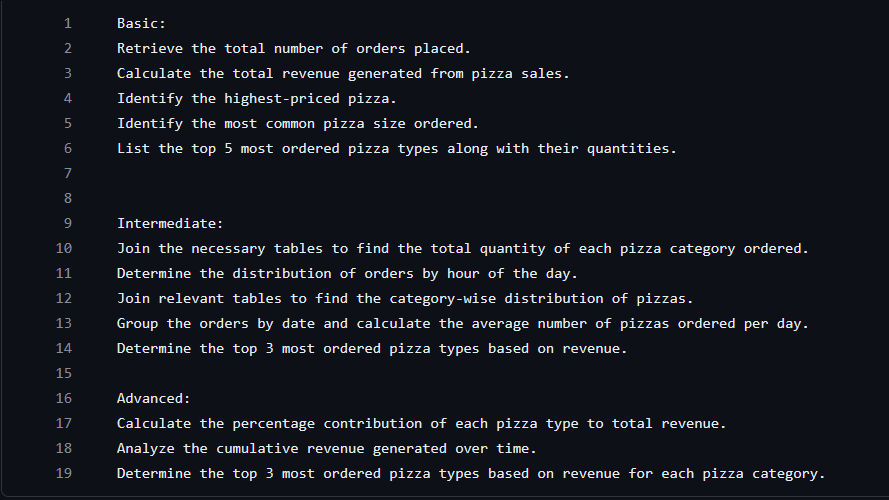 1 Basic:
2 Retrieve the total number of orders placed.
3 Calculate the total revenue generated from pizza sales.
4 Identify the highest-priced pizza.
5 Identify the most common pizza size ordered.
6 List the top 5 most ordered pizza types along with their quantities.
7
8
9 Intermediate:
10 Join the necessary tables to find the total quantity of each pizza category ordered.
11 Determine the distribution of orders by hour of the day.
12 Join relevant tables to find the category-wise distribution of pizzas.
13 Group the orders by date and calculate the average number of pizzas ordered per day.
14 Determine the top 3 most ordered pizza types based on revenue.
15
16 Advanced:
17 Calculate the percentage contribution of each pizza type to total revenue.
18 Analyze the cumulative revenue generated over time.
19 Determine the top 3 most ordered pizza types based on revenue for each pizza category.